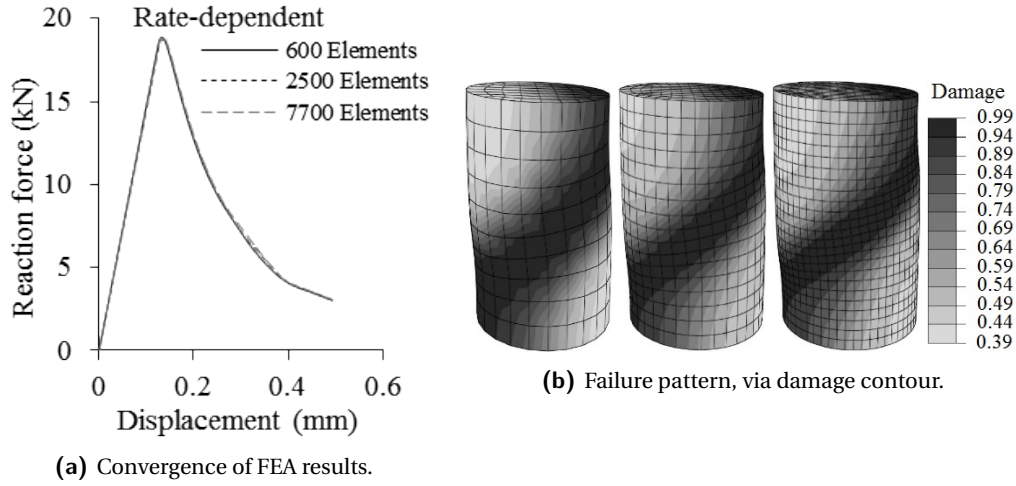 Rate-dependent
600 Elements
2500 Elements
7700 Elements
Reaction force (kN)
20
15
10
5
0
0
0.2
0.4
0.6
Displacement (mm)
(a) Convergence of FEA results.
Damage
0.99
0.94
0.89
0.84
0.79
0.74
0.69
0.64
0.59
0.54
0.49
0.44
0.39
(b) Failure pattern, via damage contour.